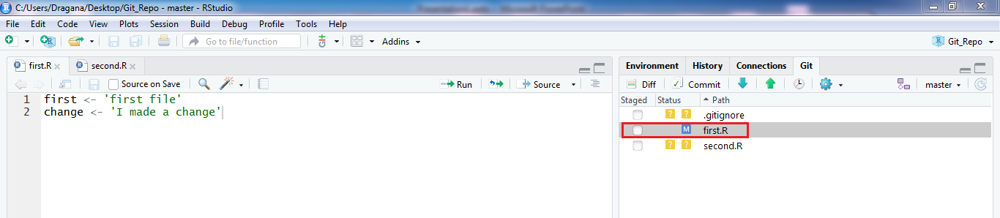 C:/Users/Dragana/Desktop/Git_Repo - master - RStudio
File Edit Code View Plots Session Build Debug Profile Tools Help
Go to file/function Addins Git_Repo
first.R second.R
Source on Save Run Source
1 first <- 'first file'
2 change <- 'I made a change'
Environment History Connections Git
Diff Commit master
Staged Status Path
? ? .gitignore
M first.R
? ? second.R